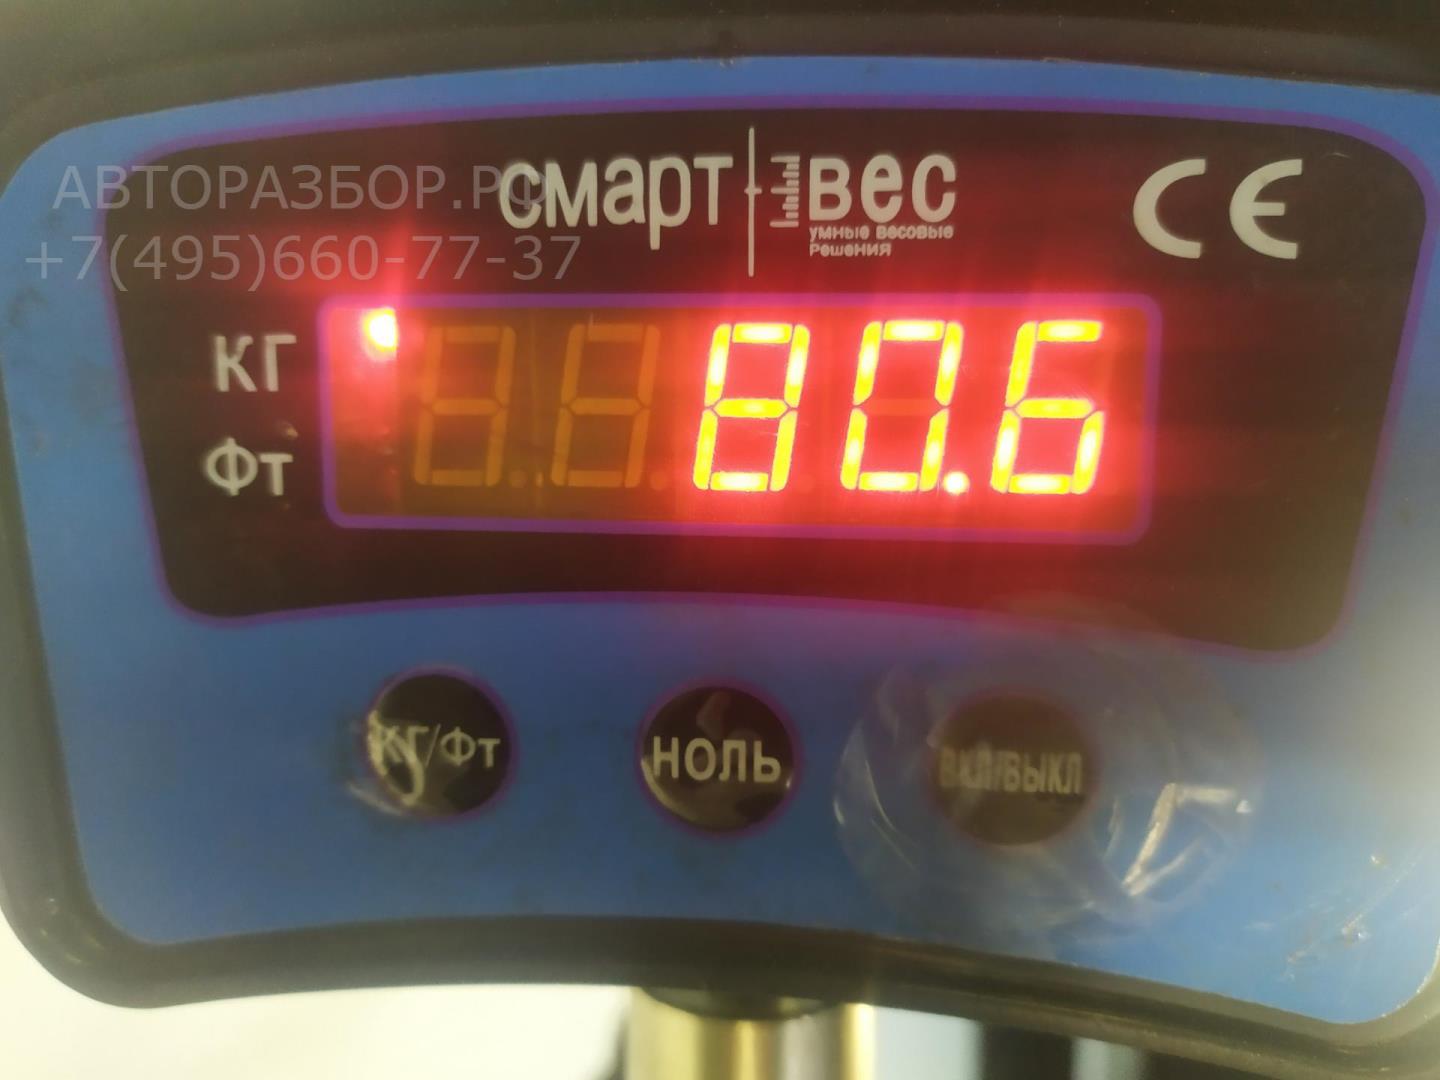 АВТОРАЗБОР.РФ
+7(495)660-77-37
смарт вес
умные весовые
решения
CE
КГ
Фт
80.6
КГ/Фт
НОЛЬ
ВКЛ/ВЫКЛ